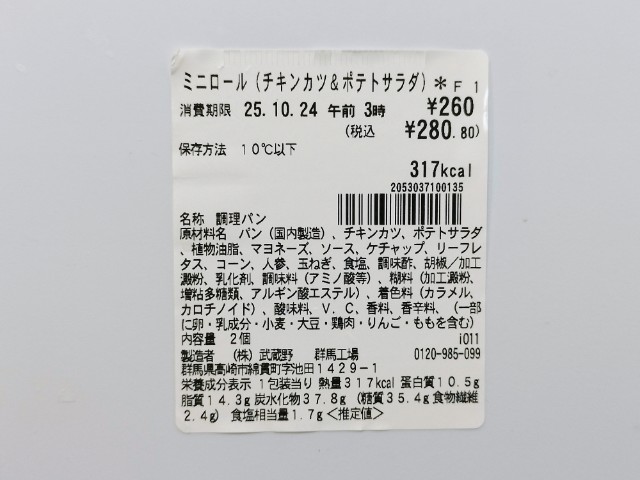 ミニロール(チキンカツ&ポテトサラダ)*F1
消費期限 25.10.24 午前 3時 ¥260
(税込 ¥280.80)
保存方法 10℃以下
317kcal
2053037100135
名称 調理パン
原材料名 パン(国内製造)、チキンカツ、ポテトサラダ
、植物油脂、マヨネーズ、ソース、ケチャップ、リーフレ
タス、コーン、人参、玉ねぎ、食塩、調味酢、胡椒/加工
澱粉、乳化剤、調味料(アミノ酸等)、糊料(加工澱粉、
増粘多糖類、アルギン酸エステル)、着色料(カラメル、
カロチノイド)、酸味料、V.C、香料、香辛料、(一部
に卵・乳成分・小麦・大豆・鶏肉・りんご・ももを含む)
内容量 2個 i011
製造者 (株)武蔵野 群馬工場 0120-985-099
群馬県高崎市綿貫町字池田1429-1
栄養成分表示 1包装当り 熱量317kcal 蛋白質10.5g
脂質14.3g 炭水化物37.8g (糖質35.4g 食物繊維
2.4g) 食塩相当量1.7g <推定値>